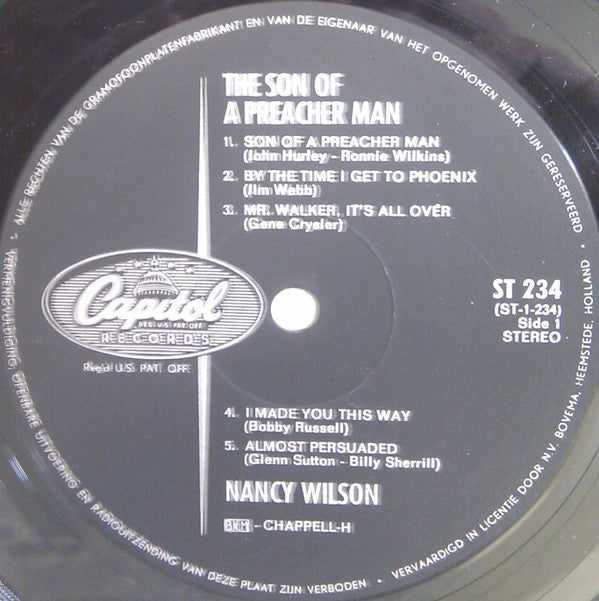 ALLE RECHTEN VAN DE GRAMOFOONPLATENFABRIKANT EN VAN DE EIGENAAR VAN HET OPGENOMEN WERK ZIJN GERESERVEERD
THE SON OF
A PREACHER MAN
1. SON OF A PREACHER MAN
(John Hurley - Ronnie Wilkins)
2. BY THE TIME I GET TO PHOENIX
(Jim Webb)
3. MR. WALKER, IT'S ALL OVER
(Gene Crysler)
Capitol
REG. U.S. PAT. OFF.
RECORDS
Reg'd U.S. PAT. OFF.
ST 234
(ST-1-234)
Side 1
STEREO
4. I MADE YOU THIS WAY
(Bobby Russell)
5. ALMOST PERSUADED
(Glenn Sutton - Billy Sherrill)
NANCY WILSON
- CHAPPELL-H
• VERMENIGVULDIGING, OPENBARE UITVOERING EN RADIOUITZENDING VAN DEZE PLAAT ZIJN VERBODEN • VERVAARDIGD IN LICENTIE DOOR N.V. BOVEMA, HEEMSTEDE, HOLLAND •